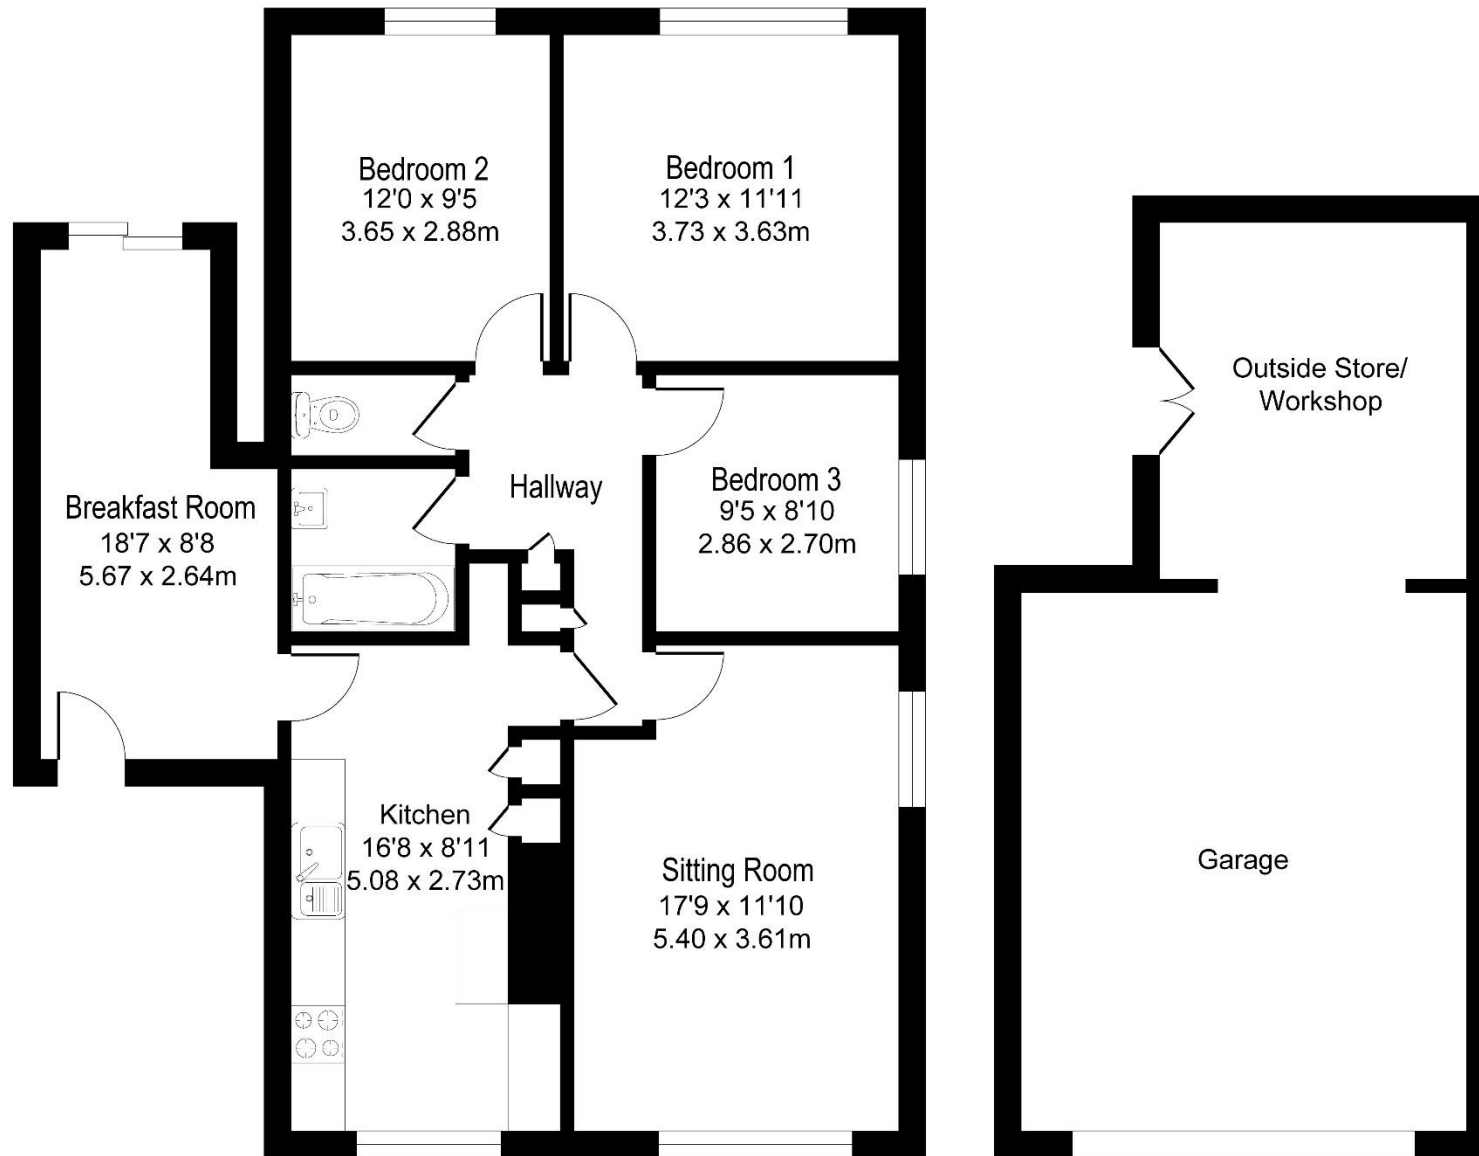 Bedroom 2
12'0 x 9'5
3.65 x 2.88m
Bedroom 1
12'3 x 11'11
3.73 x 3.63m
Outside Store/
Workshop
Breakfast Room
18'7 x 8'8
5.67 x 2.64m
Hallway
Bedroom 3
9'5 x 8'10
2.86 x 2.70m
Kitchen
16'8 x 8'11
5.08 x 2.73m
Sitting Room
17'9 x 11'10
5.40 x 3.61m
Garage